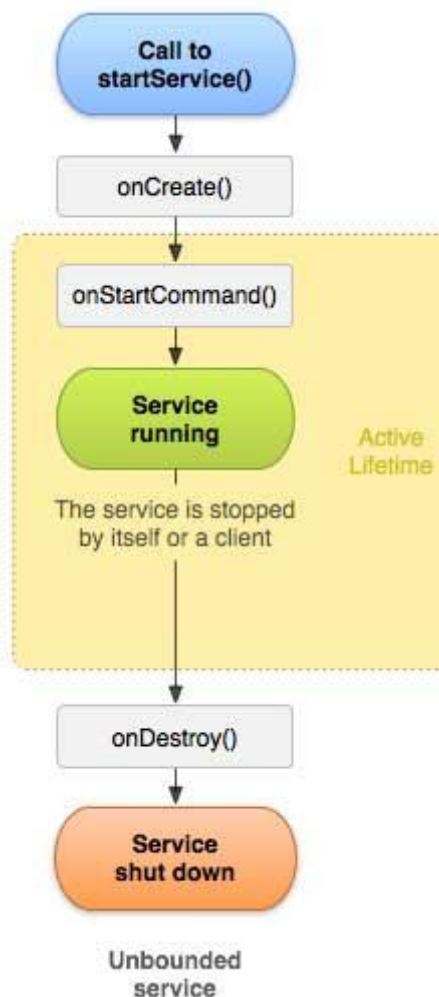 Call to
startService()
onCreate()
onStartCommand()
Service
running
Active
Lifetime
The service is stopped
by itself or a client
onDestroy()
Service
shut down
Unbounded
service